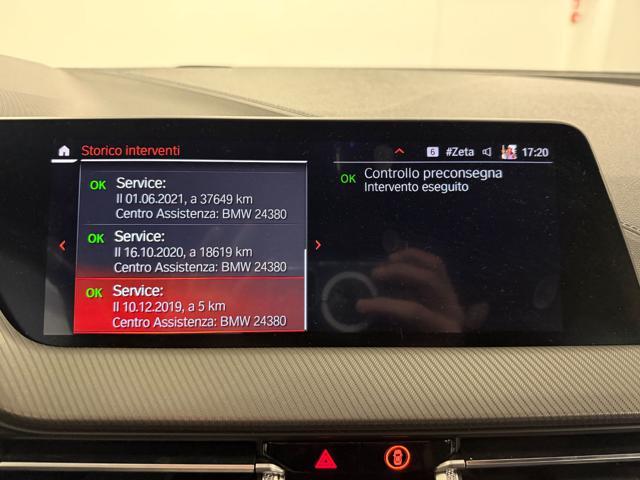 Storico interventi
6 #Zeta 17:20
OK Service:
Il 01.06.2021, a 37649 km
Centro Assistenza: BMW 24380
OK Service:
Il 16.10.2020, a 18619 km
Centro Assistenza: BMW 24380
OK Service:
Il 10.12.2019, a 5 km
Centro Assistenza: BMW 24380
OK Controllo preconsegna
Intervento eseguito